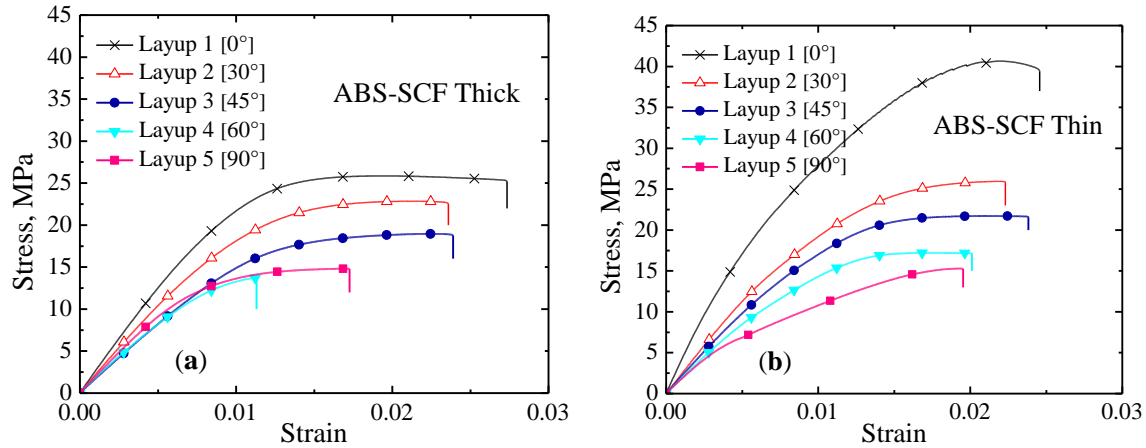 45
40
35
30
25
20
15
10
5
0
Stress, MPa
Layup 1 [0°]
Layup 2 [30°]
Layup 3 [45°]
Layup 4 [60°]
Layup 5 [90°]
ABS-SCF Thick
(a)
0.00 0.01 0.02 0.03
Strain
45
40
35
30
25
20
15
10
5
0
Stress, MPa
Layup 1 [0°]
Layup 2 [30°]
Layup 3 [45°]
Layup 4 [60°]
Layup 5 [90°]
ABS-SCF Thin
(b)
0.00 0.01 0.02 0.03
Strain